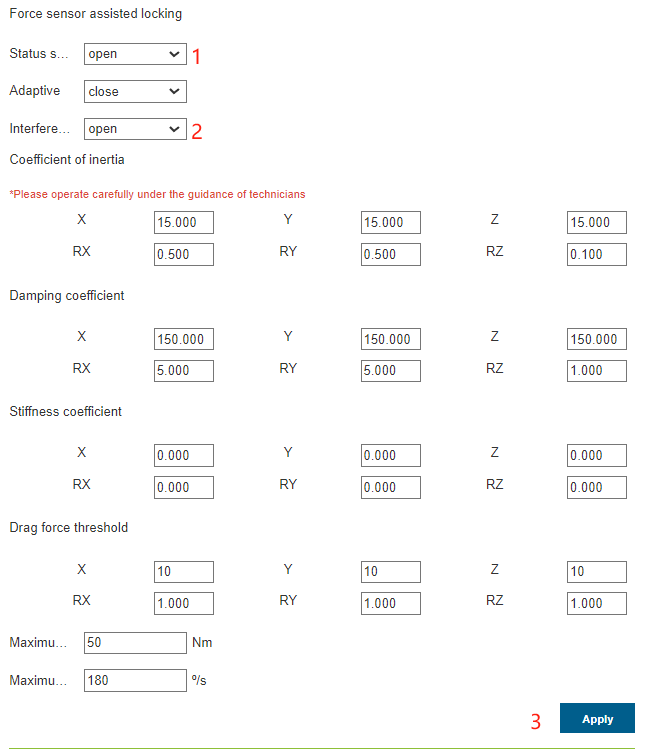 Force sensor assisted locking
Status s... open 1
Adaptive close
Interfere... open 2
Coefficient of inertia
*Please operate carefully under the guidance of technicians
X 15.000 Y 15.000 Z 15.000
RX 0.500 RY 0.500 RZ 0.100
Damping coefficient
X 150.000 Y 150.000 Z 150.000
RX 5.000 RY 5.000 RZ 1.000
Stiffness coefficient
X 0.000 Y 0.000 Z 0.000
RX 0.000 RY 0.000 RZ 0.000
Drag force threshold
X 10 Y 10 Z 10
RX 1.000 RY 1.000 RZ 1.000
Maximu... 50 Nm
Maximu... 180 º/s
3 Apply